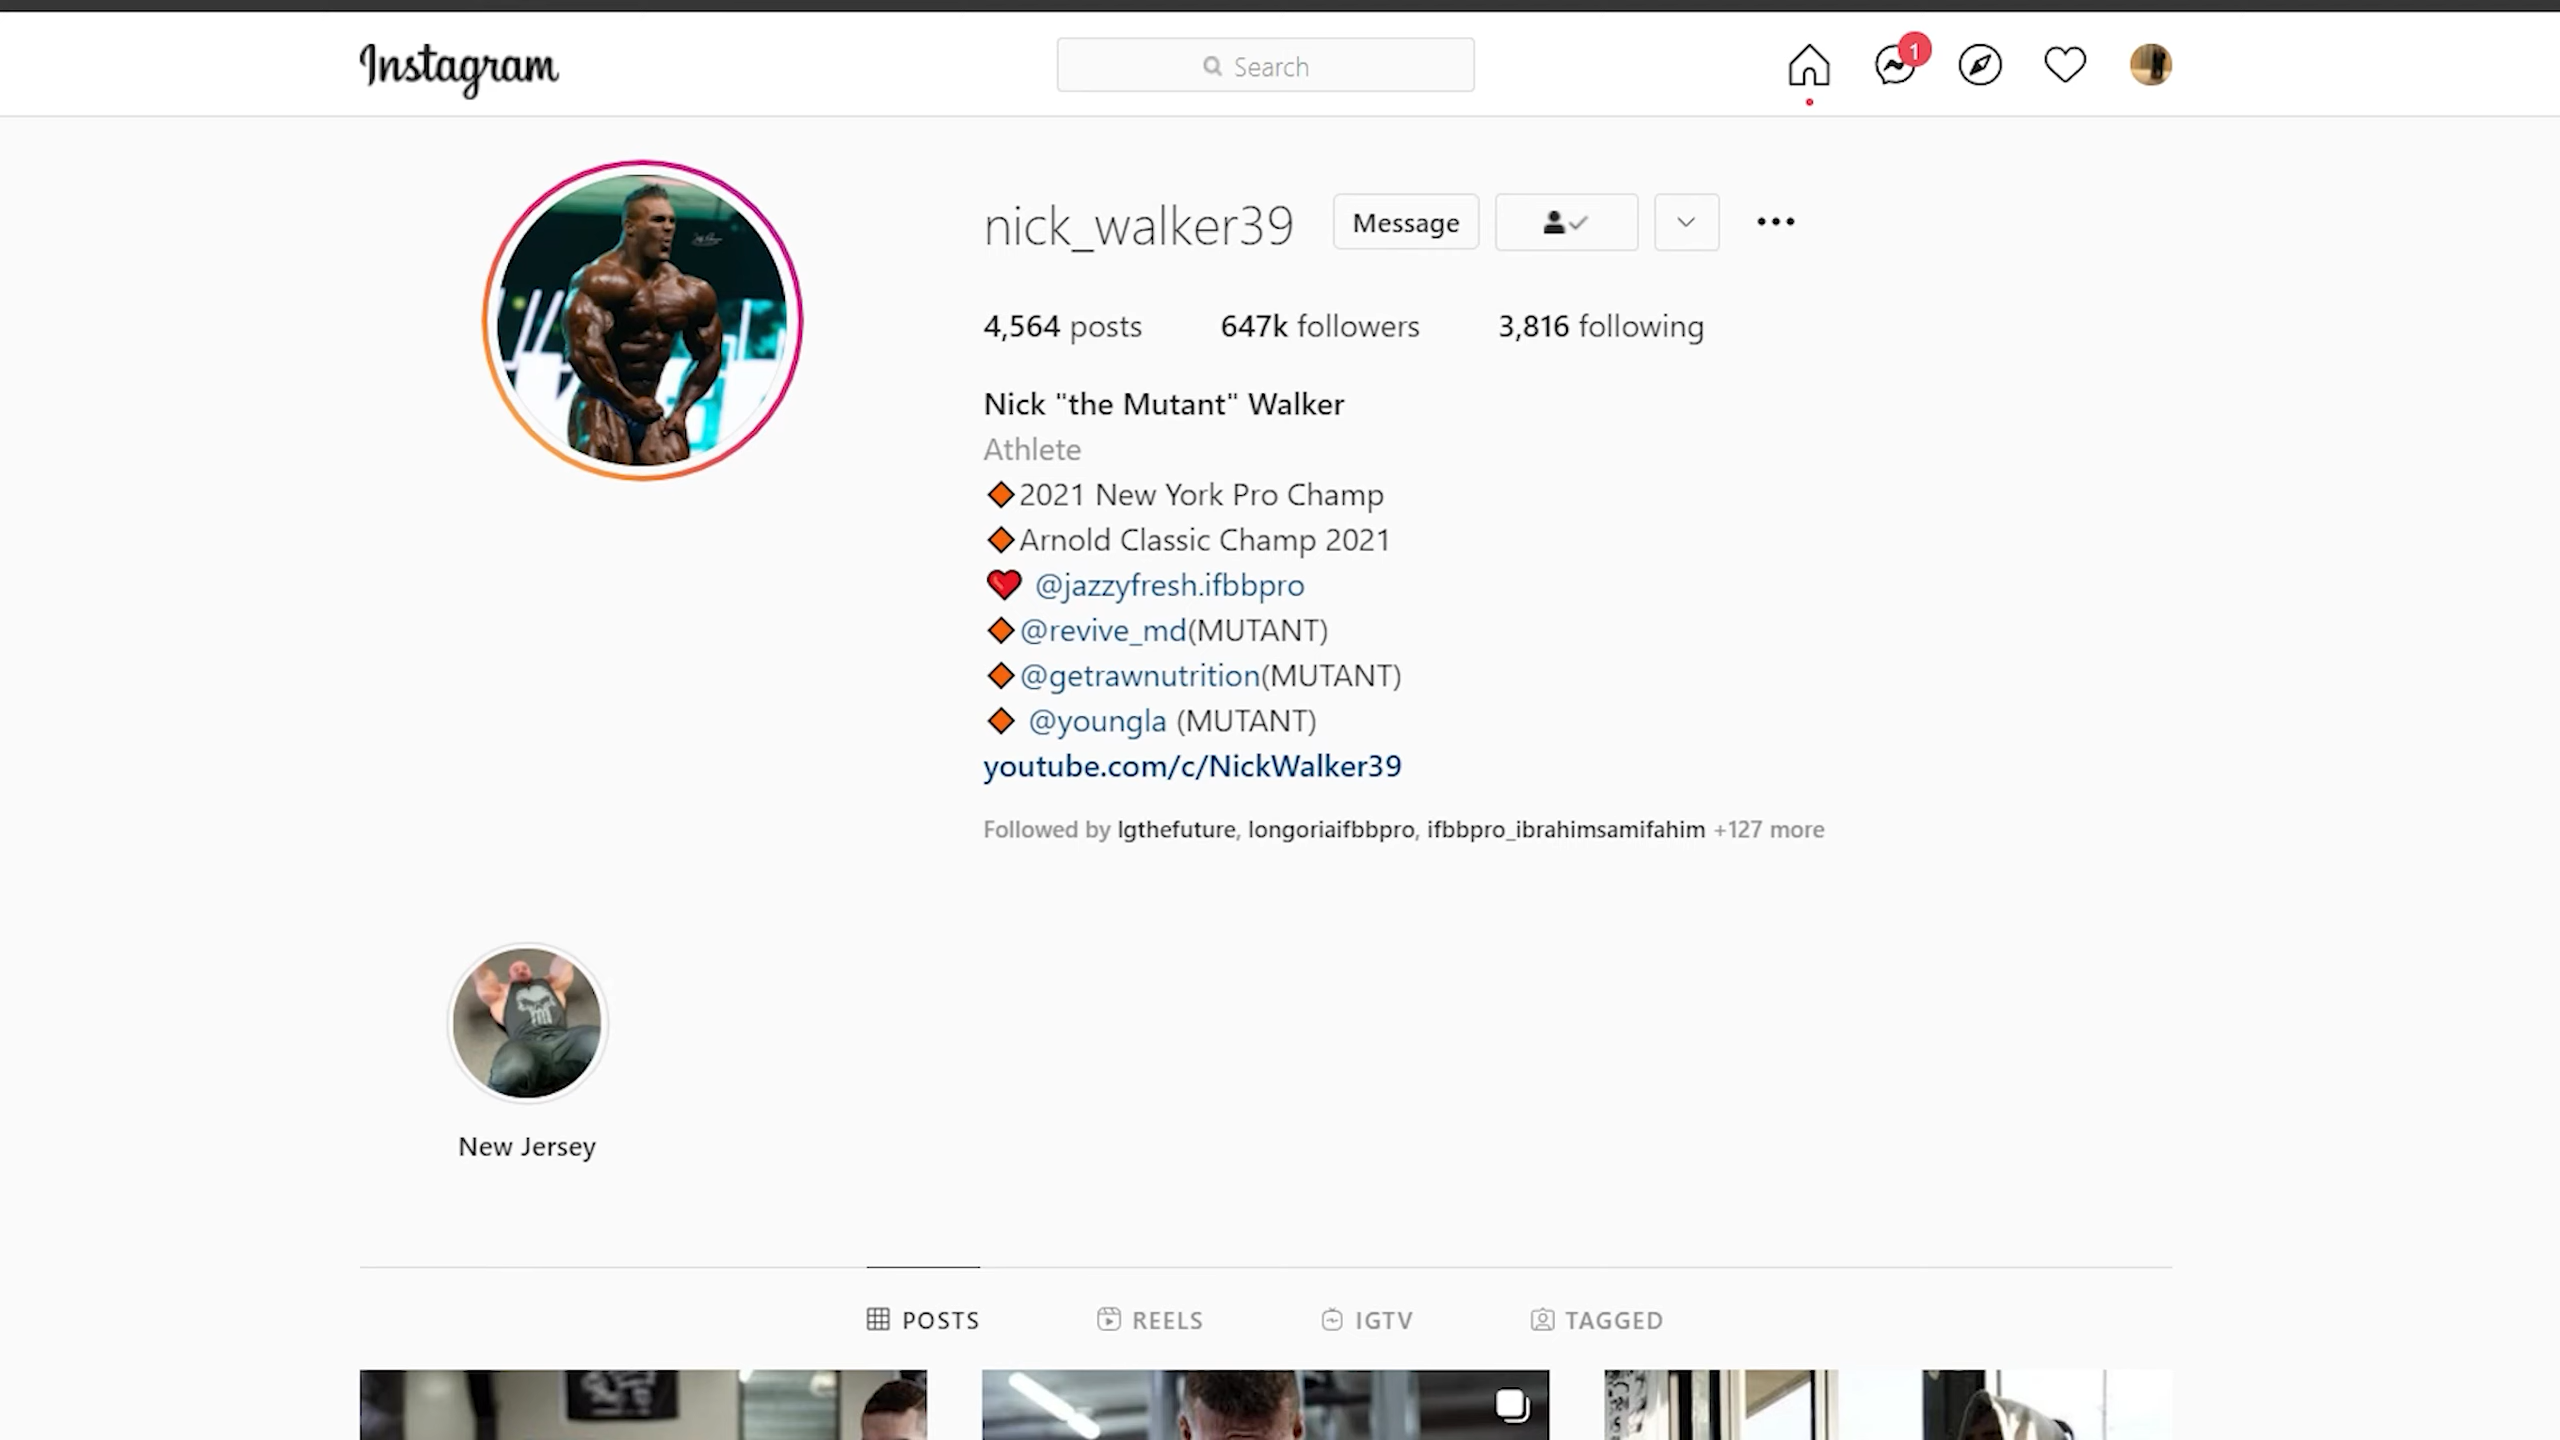 Instagram
Search
1
nick_walker39 Message
4,564 posts 647k followers 3,816 following
Nick "the Mutant" Walker
Athlete
🔶2021 New York Pro Champ
🔶Arnold Classic Champ 2021
❤️ @jazzyfresh.ifbbpro
🔶@revive_md(MUTANT)
🔶@getrawnutrition(MUTANT)
🔶 @youngla (MUTANT)
youtube.com/c/NickWalker39
Followed by lgthefuture, longoriaifbbpro, ifbbpro_ibrahimsamifahim +127 more
New Jersey
POSTS REELS IGTV TAGGED